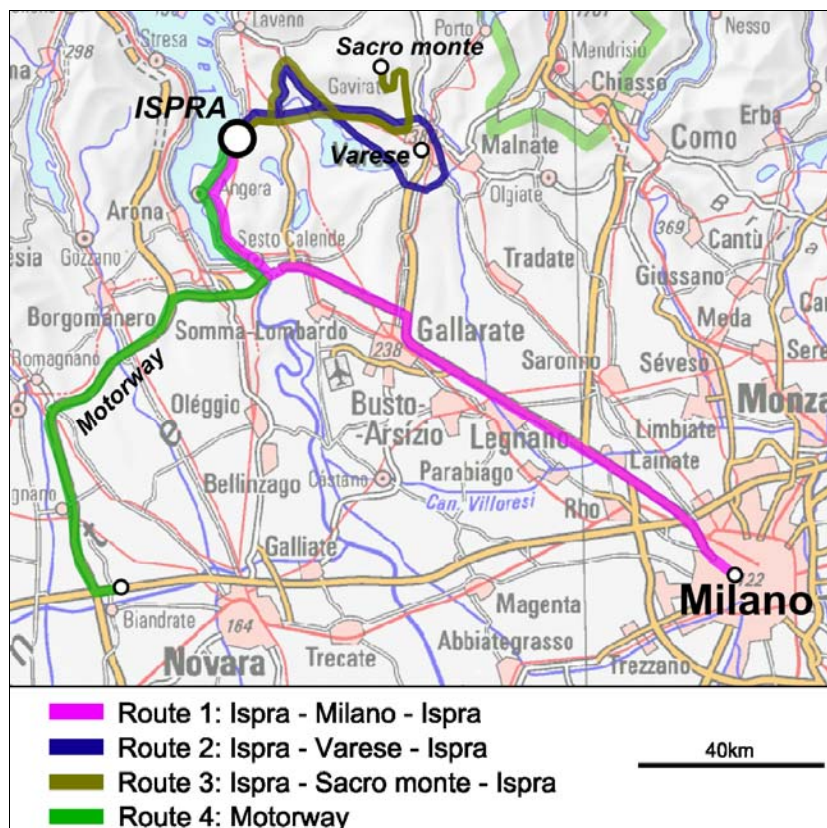 298
Stresa
Laveno
Sacro monte
Porto
Mendrisio
Nesso
Chiasso
ISPRA
Varese
Malnate
Como
Erba
Olgiate
Arona
Angera
369
Bria
Cantù
Gozzano
Sesto Calende
Tradate
Giussano
Borgomanero
Somma-Lombardo
Gallarate
Meda
Romagnano
238
Saronno
Séveso
Motorway
Oléggio
Busto-
-Arsizio
Legnano
Limbiate
Monza
Lainate
Bellinzago
Parabiago
Can. Villoresi
Rho
Galliate
Milano
Biandrate
164
Novara
Magenta
Trecate
Abbiategrasso
Trezzano
Route 1: Ispra - Milano - Ispra
Route 2: Ispra - Varese - Ispra
Route 3: Ispra - Sacro monte - Ispra
Route 4: Motorway
40km